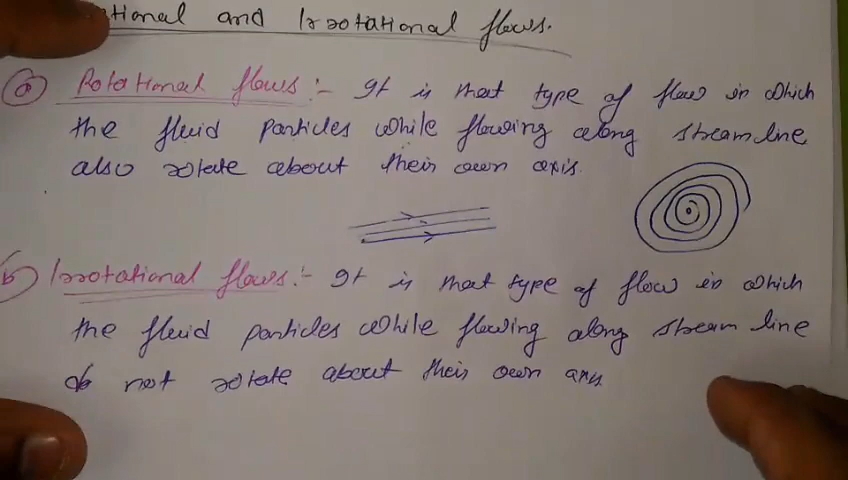 tional and Irrotational flows.
(a) Rotational flows :- It is that type of flow in which
the fluid particles while flowing along streamline
also rotate about their own axis.
(b) Irrotational flows :- It is that type of flow in which
the fluid particles while flowing along stream line
do not rotate about their own axis